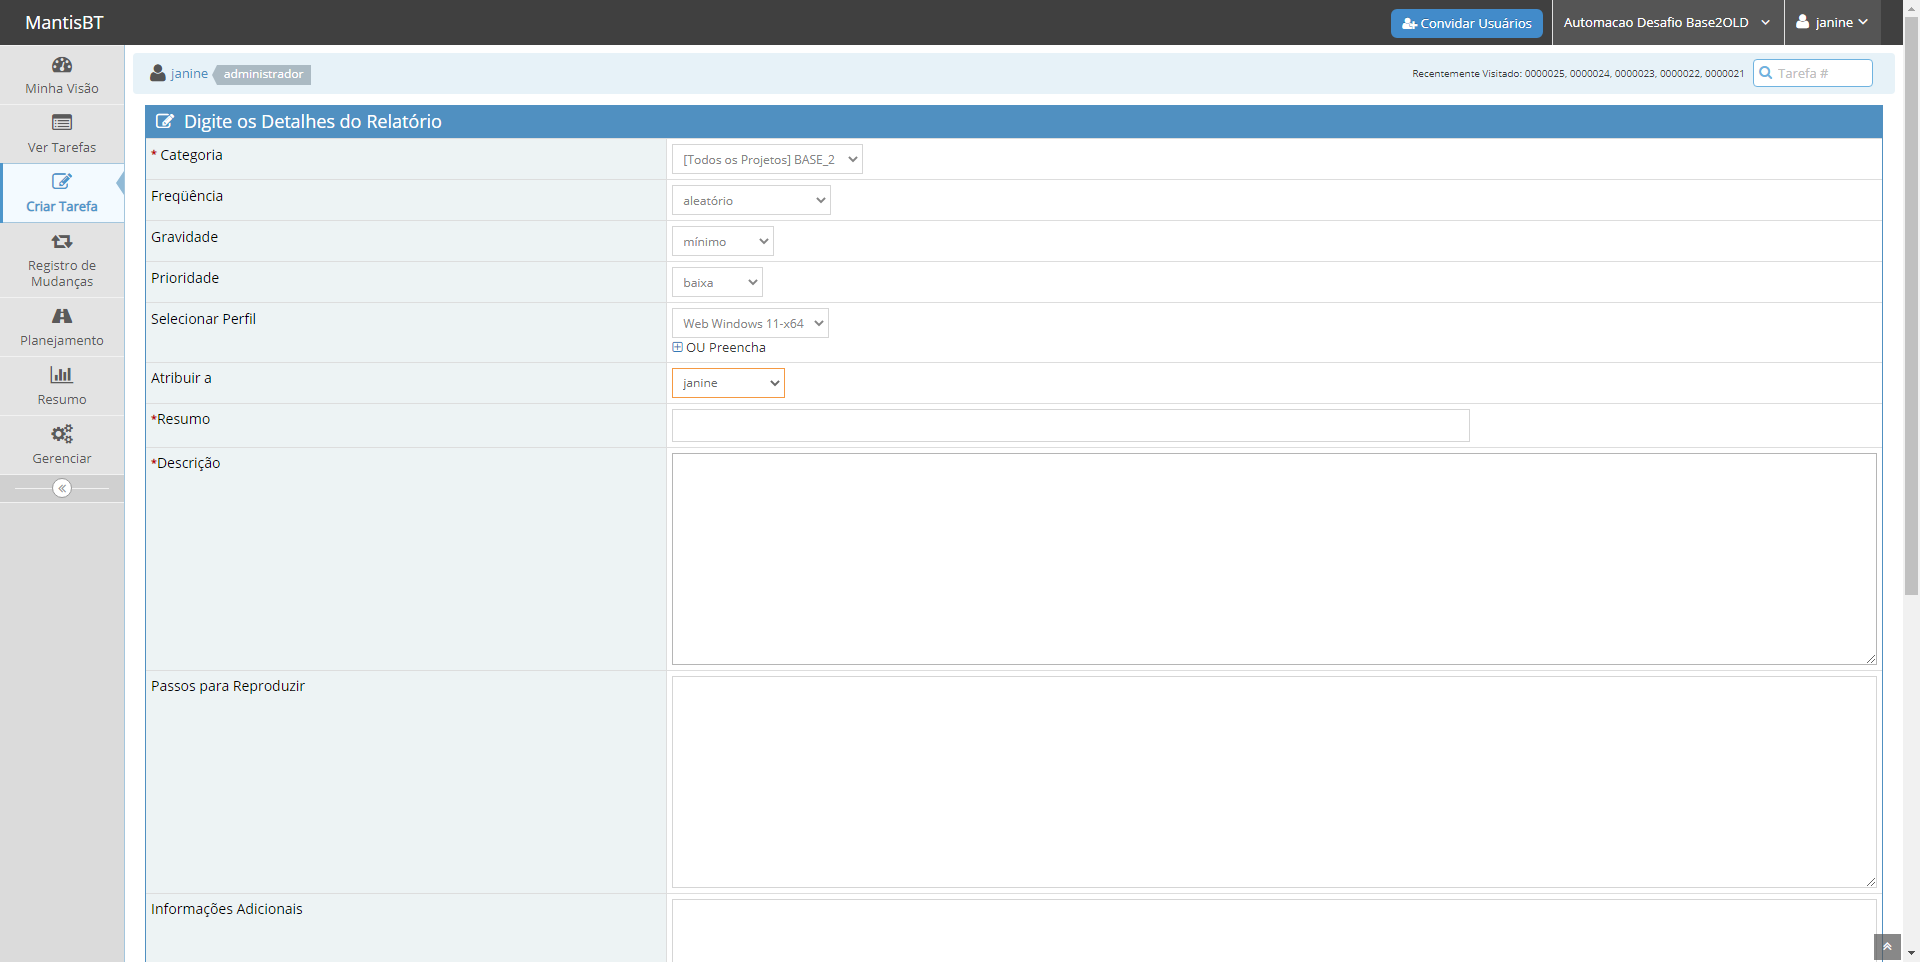 MantisBT
Convidar Usuários
Automacao Desafio Base2OLD
janine
Minha Visão
Ver Tarefas
Criar Tarefa
Registro de
Mudanças
Planejamento
Resumo
Gerenciar
janine
administrador
Recentemente Visitado: 0000025, 0000024, 0000023, 0000022, 0000021
Tarefa #
Digite os Detalhes do Relatório
* Categoria
[Todos os Projetos] BASE_2
Freqüência
aleatório
Gravidade
mínimo
Prioridade
baixa
Selecionar Perfil
Web Windows 11-x64
OU Preencha
Atribuir a
janine
*Resumo
*Descrição
Passos para Reproduzir
Informações Adicionais